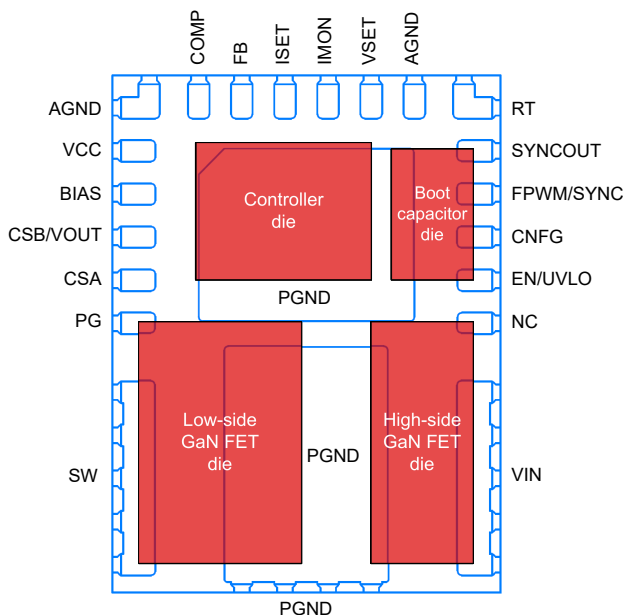 COMP
FB
ISET
IMON
VSET
AGND
AGND
RT
VCC
SYNCOUT
BIAS
FPWM/SYNC
CSB/VOUT
CNFG
CSA
EN/UVLO
PG
NC
Controller
die
Boot
capacitor
die
PGND
Low-side
GaN FET
die
PGND
High-side
GaN FET
die
SW
VIN
PGND